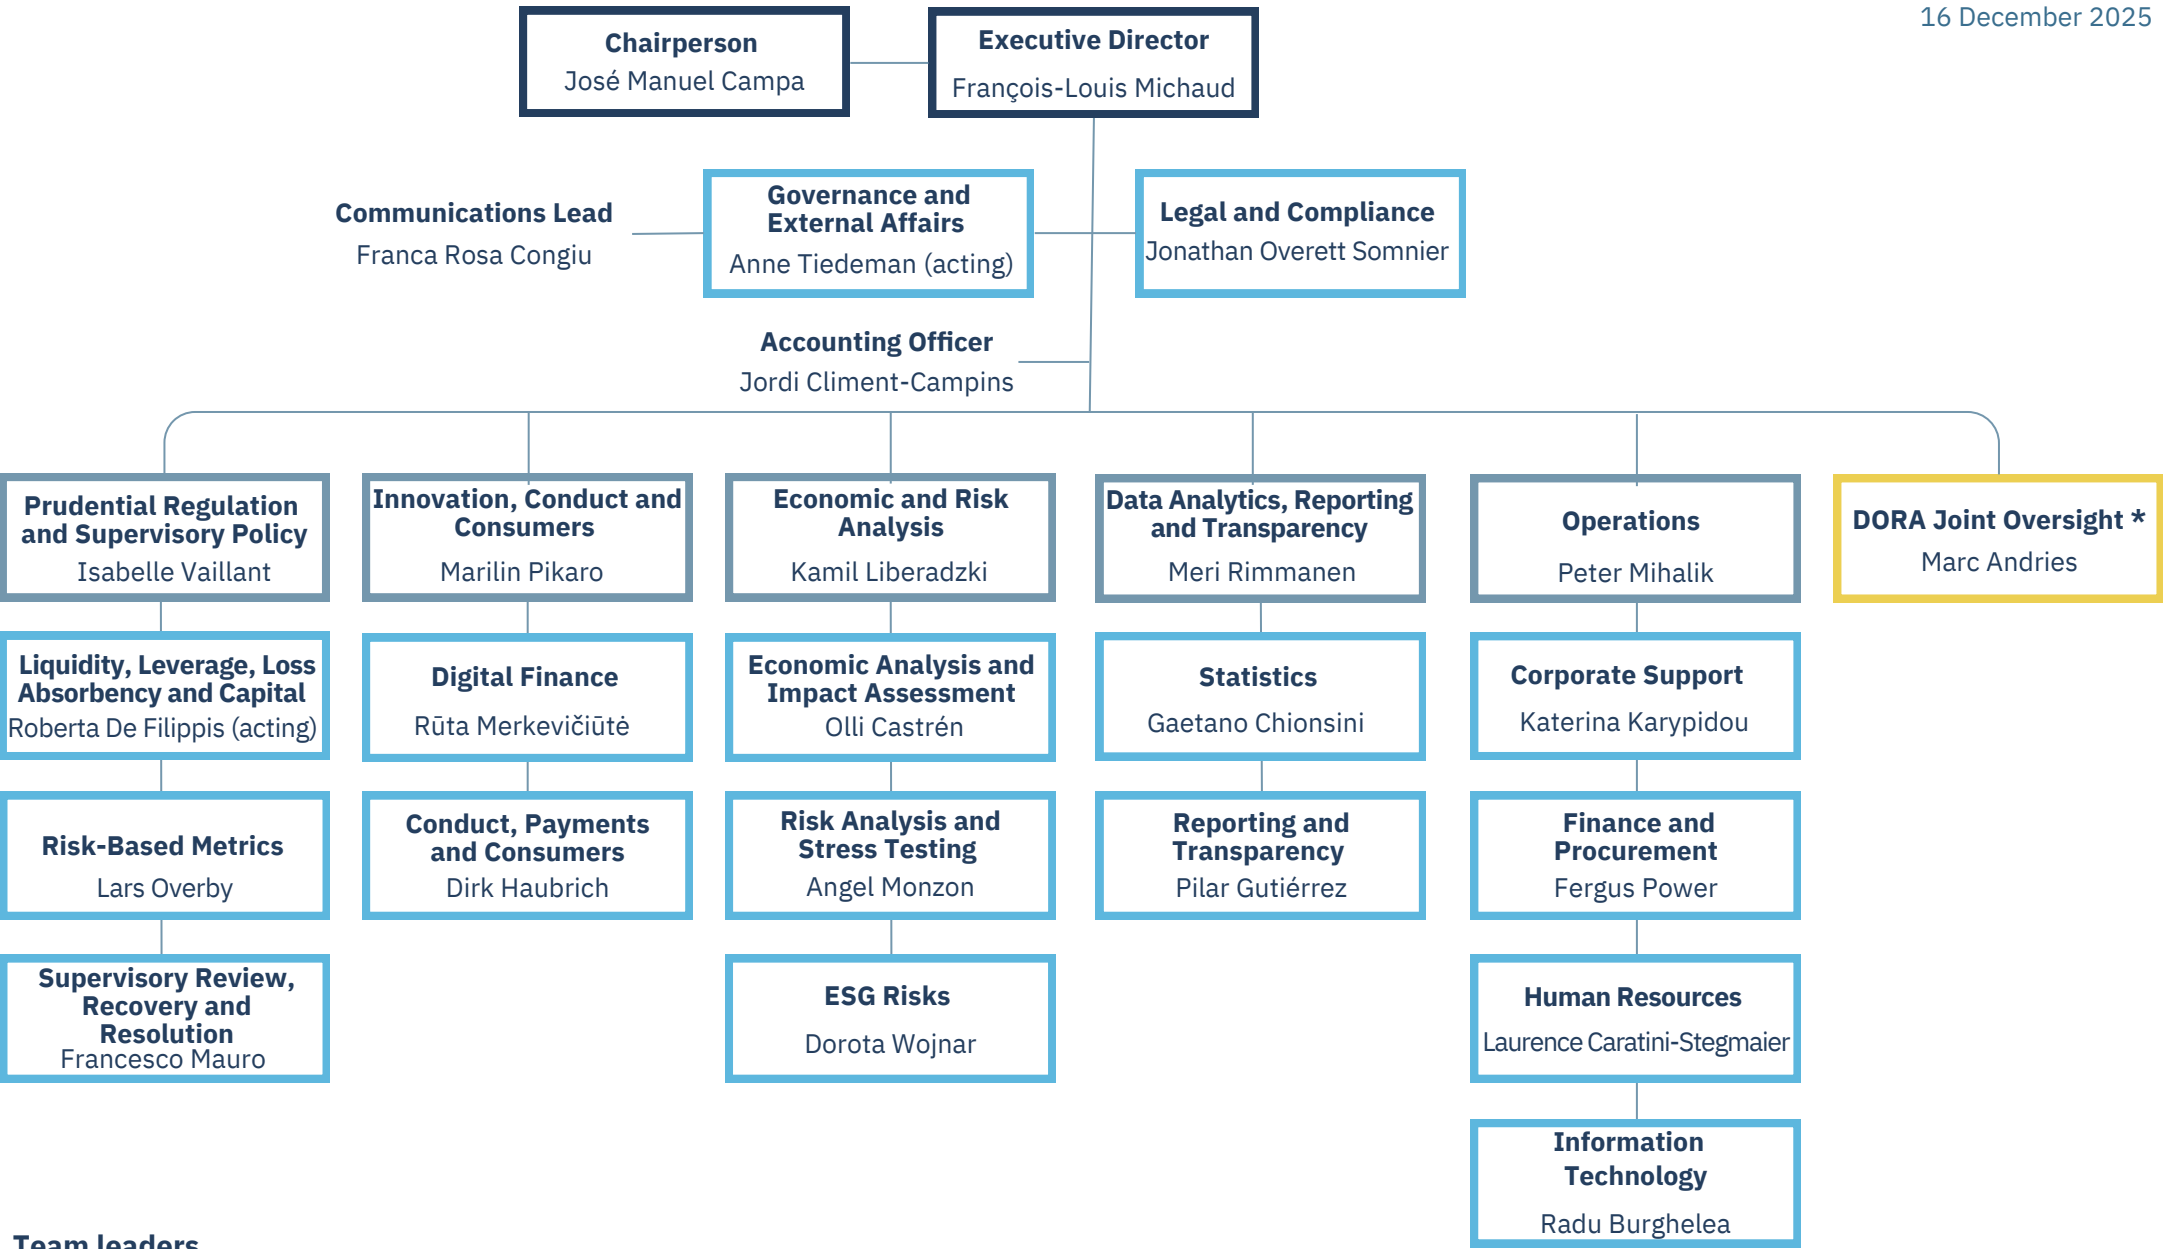 16 December 2025
Chairperson
José Manuel Campa
Executive Director
François-Louis Michaud
Communications Lead
Franca Rosa Congiu
Governance and
External Affairs
Anne Tiedeman (acting)
Legal and Compliance
Jonathan Overett Somnier
Accounting Officer
Jordi Climent-Campins
Prudential Regulation
and Supervisory Policy
Isabelle Vaillant
Innovation, Conduct and
Consumers
Marilin Pikaro
Economic and Risk
Analysis
Kamil Liberadzki
Data Analytics, Reporting
and Transparency
Meri Rimmanen
Operations
Peter Mihalik
DORA Joint Oversight *
Marc Andries
Liquidity, Leverage, Loss
Absorbency and Capital
Roberta De Filippis (acting)
Digital Finance
Rūta Merkevičiūtė
Economic Analysis and
Impact Assessment
Olli Castrén
Statistics
Gaetano Chionsini
Corporate Support
Katerina Karypidou
Risk-Based Metrics
Lars Overby
Conduct, Payments
and Consumers
Dirk Haubrich
Risk Analysis and
Stress Testing
Angel Monzon
Reporting and
Transparency
Pilar Gutiérrez
Finance and
Procurement
Fergus Power
Supervisory Review,
Recovery and
Resolution
Francesco Mauro
ESG Risks
Dorota Wojnar
Human Resources
Laurence Caratini-Stegmaier
Information
Technology
Radu Burghelea
Team leaders